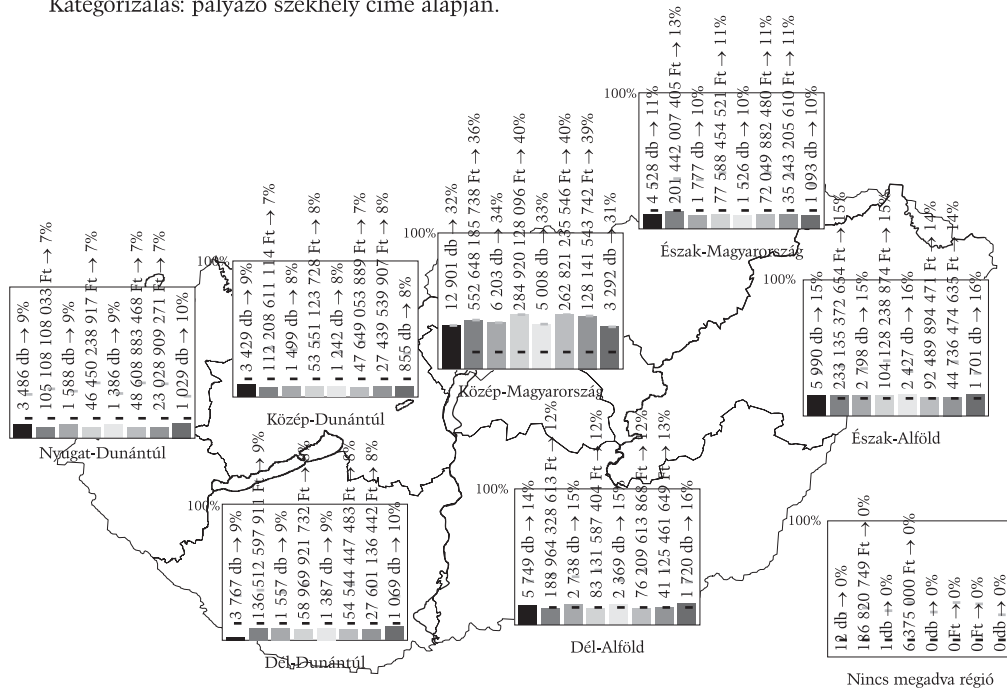 Kategorizálás: pályázó székhely címe alapján.
100%
4 528 db → 11%
201 442 007 405 Ft → 13%
1 777 db → 10%
77 588 454 521 Ft → 11%
1 526 db → 10%
72 049 882 480 Ft → 11%
35 243 205 610 Ft → 11%
1 093 db → 10%
Észak-Magyarország
100%
12 901 db → 32%
552 648 185 738 Ft → 36%
6 203 db → 34%
284 920 128 096 Ft → 40%
5 008 db → 33%
262 821 235 546 Ft → 40%
128 141 543 742 Ft → 39%
3 292 db → 31%
Közép-Magyarország
100%
3 429 db → 9%
112 208 611 114 Ft → 7%
1 499 db → 8%
53 551 123 728 Ft → 8%
1 242 db → 8%
47 649 053 889 Ft → 7%
27 439 539 907 Ft → 8%
855 db → 8%
Közép-Dunántúl
3 486 db → 9%
105 108 108 033 Ft → 7%
1 588 db → 9%
46 450 238 917 Ft → 7%
1 386 db → 9%
48 608 883 468 Ft → 7%
23 028 909 271 Ft → 7%
1 029 db → 10%
Nyugat-Dunántúl
100%
5 990 db → 15%
233 135 372 654 Ft → 15%
2 798 db → 15%
104 128 238 874 Ft → 15%
2 427 db → 16%
92 489 894 471 Ft → 14%
44 736 474 635 Ft → 14%
1 701 db → 16%
Észak-Alföld
100%
3 767 db → 9%
136 512 597 911 Ft → 9%
1 557 db → 9%
58 969 921 732 Ft → 8%
1 387 db → 9%
54 544 447 483 Ft → 8%
27 601 136 442 Ft → 8%
1 069 db → 10%
Dél-Dunántúl
100%
5 749 db → 14%
188 964 328 613 Ft → 12%
2 738 db → 15%
83 131 587 404 Ft → 12%
2 369 db → 15%
76 209 613 868 Ft → 12%
41 125 461 649 Ft → 13%
1 720 db → 16%
Dél-Alföld
100%
12 db → 0%
Ft → 0%
1 db → 0%
Ft → 0%
0 db → 0%
0 Ft → 0%
0 Ft → 0%
0 db → 0%
Nincs megadva régió